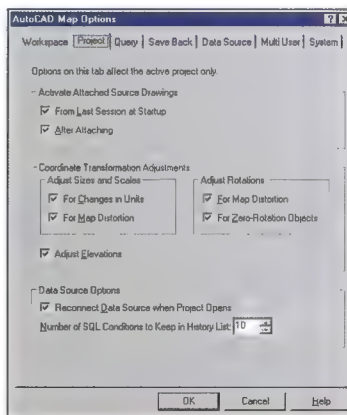 AutoCAD Map Options
Workspace Project Query Save Back Data Source Multi User System
Options on this tab affect the active project only.
Activate Attached Source Drawings
From Last Session at Startup
After Attaching
Coordinate Transformation Adjustments
Adjust Sizes and Scales
For Changes in Units
For Map Distortion
Adjust Rotations
For Map Distortion
For Zero-Rotation Objects
Adjust Elevations
Data Source Options
Reconnect Data Source when Project Opens
Number of SQL Conditions to Keep in History List: 10
OK Cancel Help